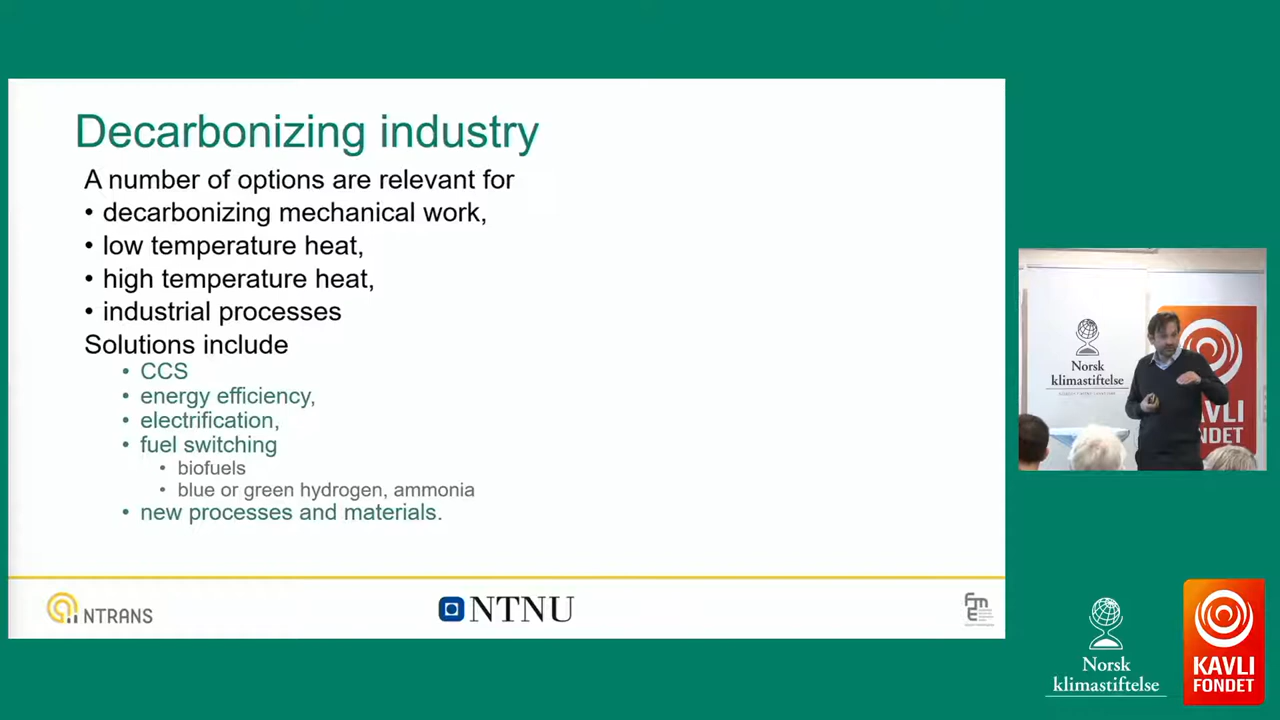 Decarbonizing industry
A number of options are relevant for
• decarbonizing mechanical work,
• low temperature heat,
• high temperature heat,
• industrial processes
Solutions include
• CCS
• energy efficiency,
• electrification,
• fuel switching
• biofuels
• blue or green hydrogen, ammonia
• new processes and materials.
NTRANS
NTNU
fmE
Norsk
klimastiftelse
KAVLI
FONDET
Norsk
klimastiftelse
KAVLI
FONDET